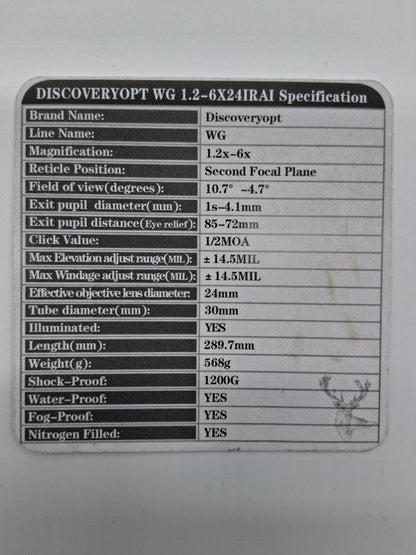 DISCOVERYOPT WG 1.2-6X24IRAI Specification
Brand Name: Discoveryopt
Line Name: WG
Magnification: 1.2x-6x
Reticle Position: Second Focal Plane
Field of view(degrees): 10.7° -4.7°
Exit pupil diameter(mm): 1s-4.1mm
Exit pupil distance(Eye relief): 85-72mm
Click Value: 1/2MOA
Max Elevation adjust range(MIL): ±14.5MIL
Max Windage adjust range(MIL): ±14.5MIL
Effective objective lens diameter: 24mm
Tube diameter(mm): 30mm
Illuminated: YES
Length(mm): 289.7mm
Weight(g): 568g
Shock-Proof: 1200G
Water-Proof: YES
Fog-Proof: YES
Nitrogen Filled: YES